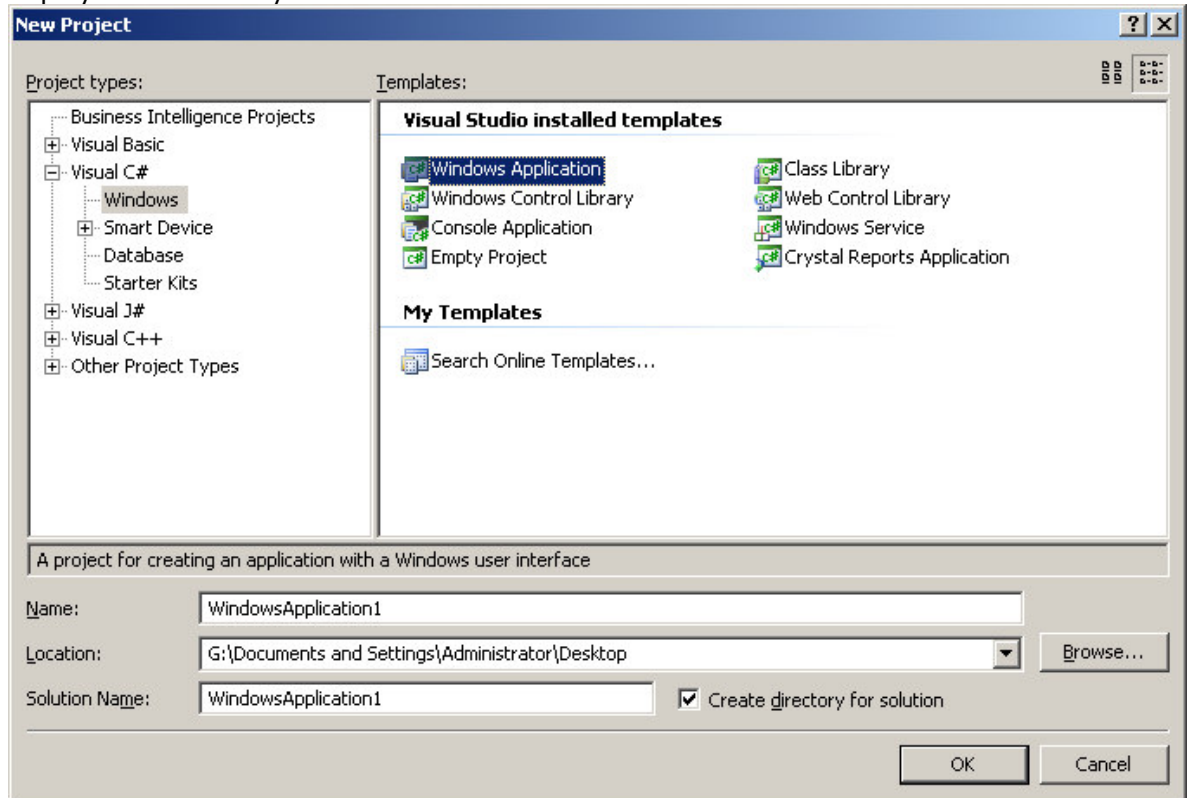 New Project
Project types:
Templates:
Business Intelligence Projects
Visual Basic
Visual C#
Windows
Smart Device
Database
Starter Kits
Visual J#
Visual C++
Other Project Types
Visual Studio installed templates
Windows Application
Class Library
Windows Control Library
Web Control Library
Console Application
Windows Service
Empty Project
Crystal Reports Application
My Templates
Search Online Templates...
A project for creating an application with a Windows user interface
Name:
WindowsApplication1
Location:
G:\Documents and Settings\Administrator\Desktop
Browse...
Solution Name:
WindowsApplication1
Create directory for solution
OK
Cancel